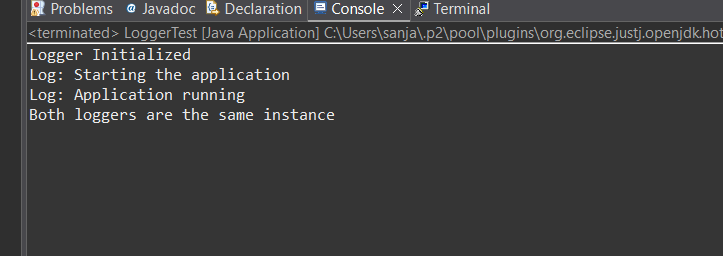 Problems @ Javadoc Declaration Console Terminal
<terminated> LoggerTest [Java Application] C:\Users\sanja\.p2\pool\plugins\org.eclipse.justj.openjdk.hot
Logger Initialized
Log: Starting the application
Log: Application running
Both loggers are the same instance